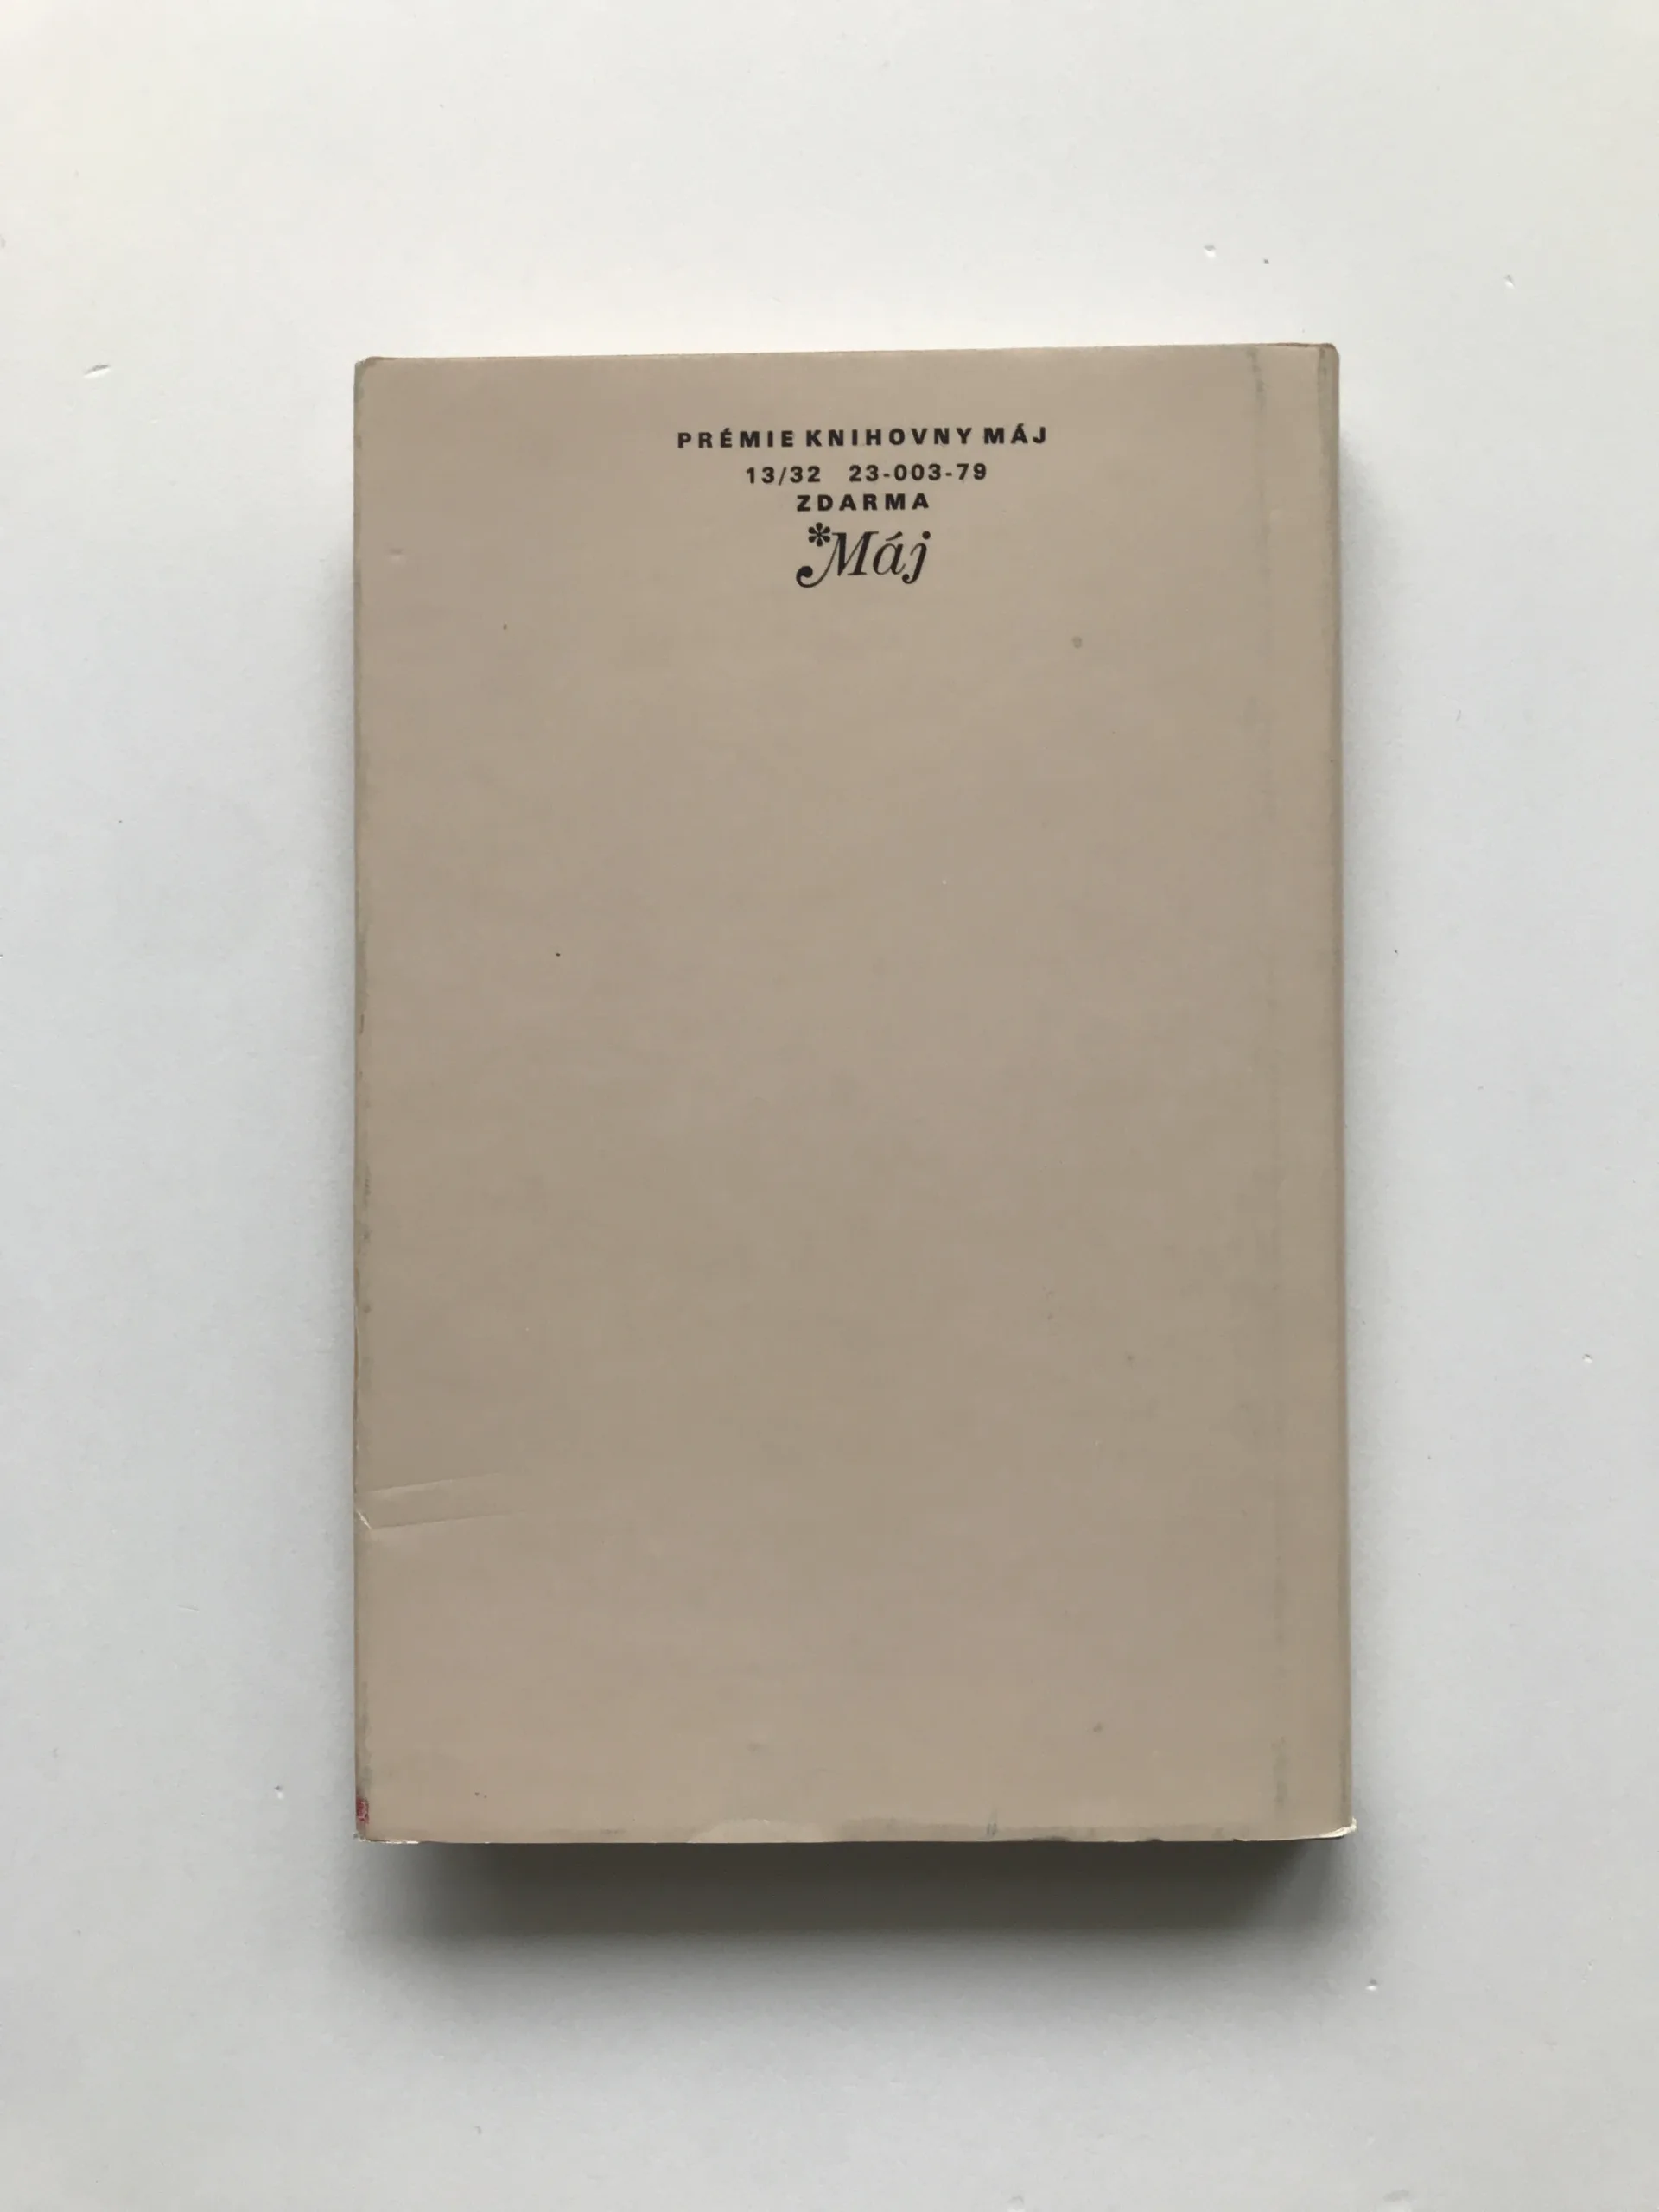 PRÉMIE KNIHOVNY MÁJ
13/32 23-003-79
ZDARMA
*Máj